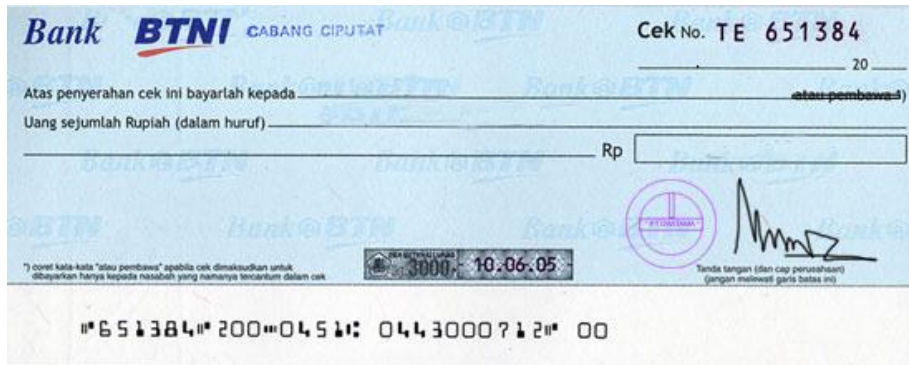 Bank BTNI CABANG CIPUTAT
Cek No. TE 651384
20
Atas penyerahan cek ini bayarlah kepada atau pembawa *)
Uang sejumlah Rupiah (dalam huruf)
Rp
*) coret kata-kata "atau pembawa" apabila cek dimaksudkan untuk
dibayarkan hanya kepada nasabah yang namanya tercantum dalam cek
3000,- 10.06.05
Tanda tangan (dan cap perusahaan)
(jangan melewati garis batas ini)
⑈651384⑈200⑉0451⑆ 0443000712⑈ 00